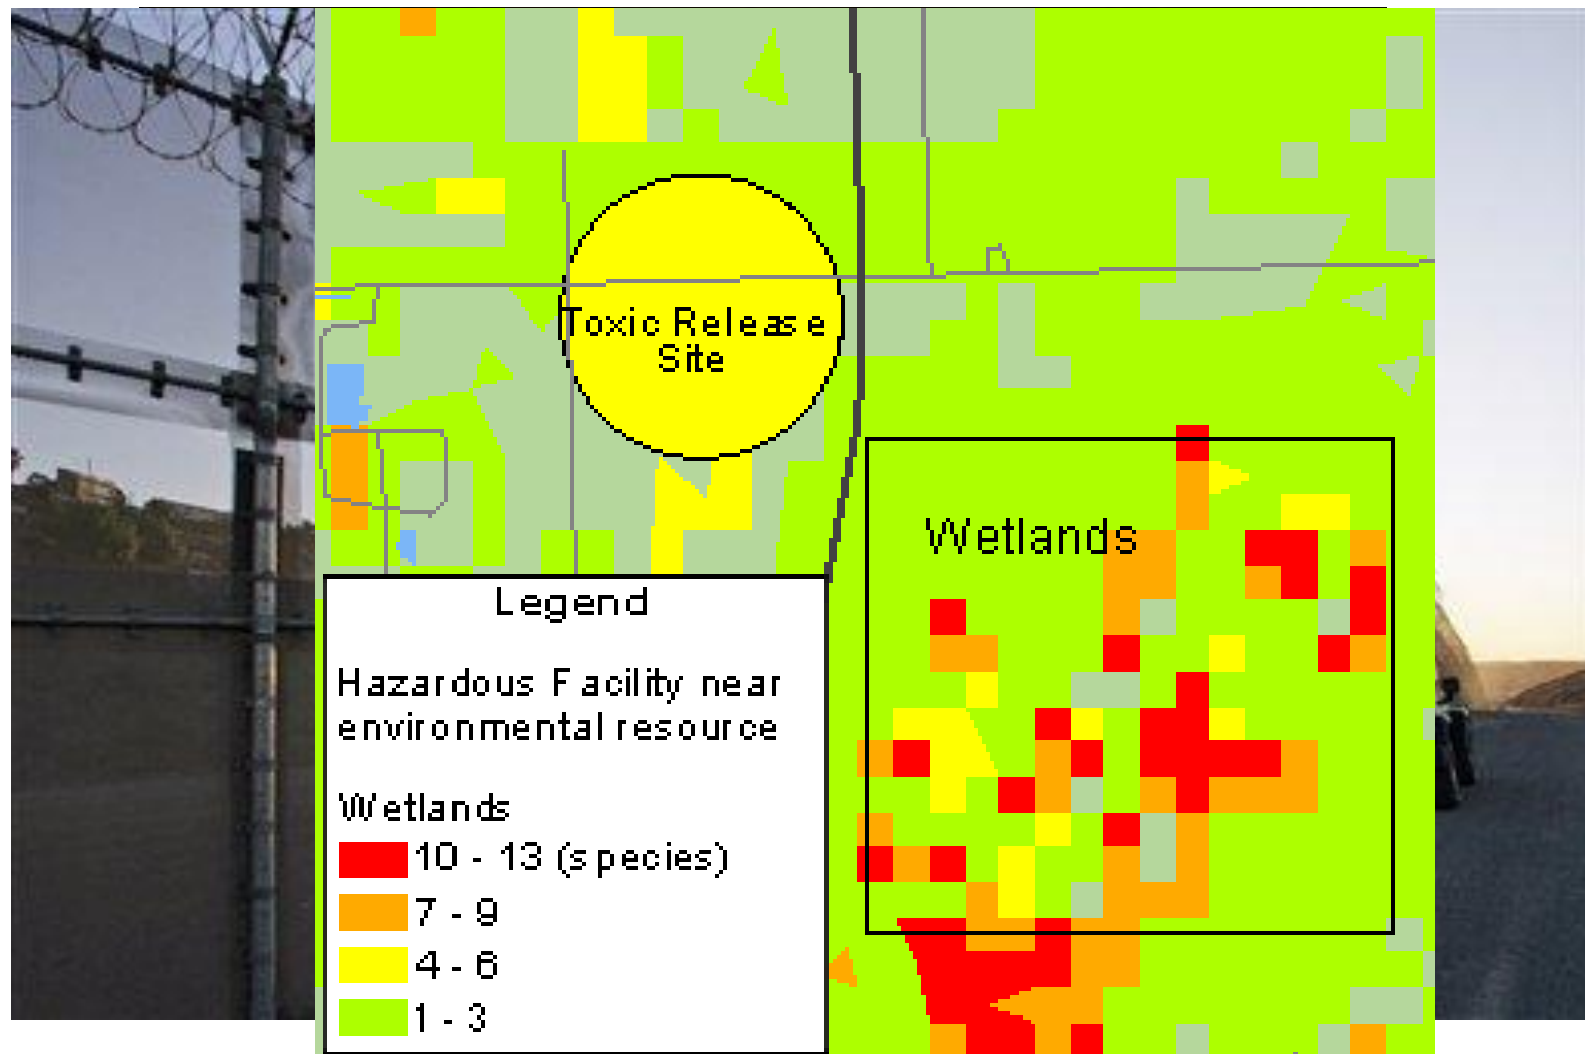 Toxic Release
Site
Wetlands
Legend
Hazardous Facility near
environmental resource
Wetlands
10 - 13 (species)
7 - 9
4 - 6
1 - 3